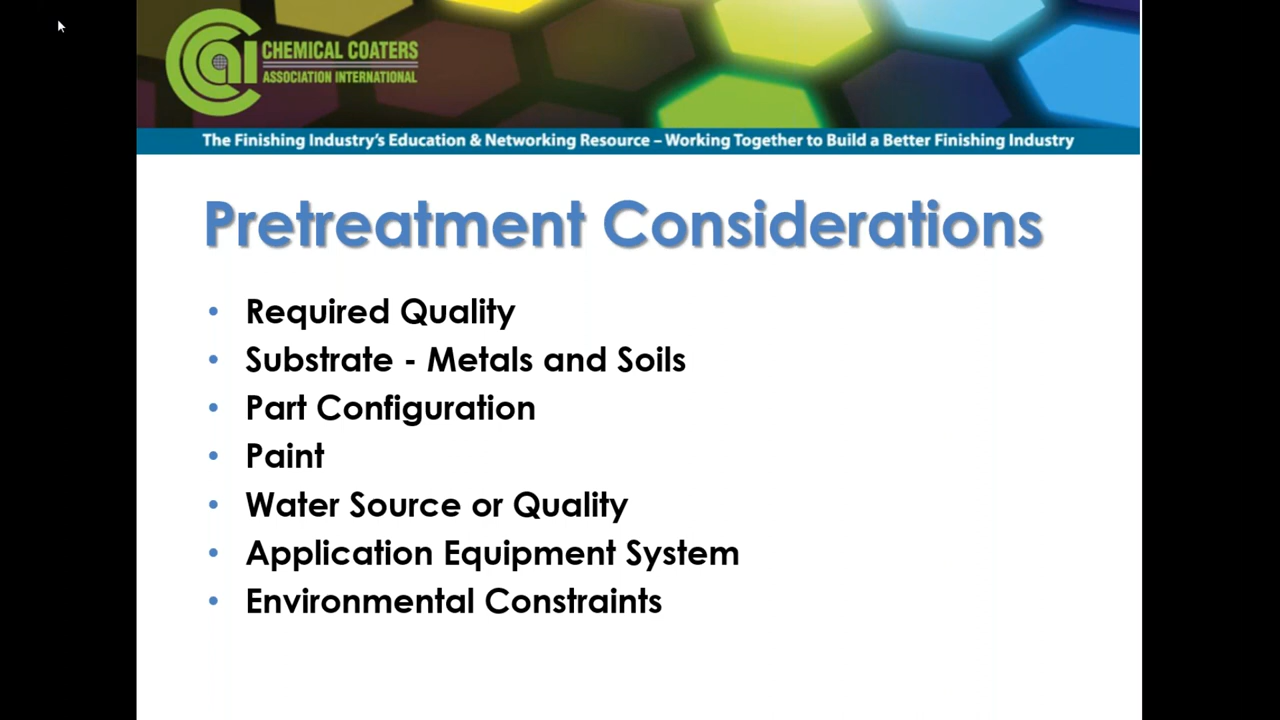 CHEMICAL COATERS
ASSOCIATION INTERNATIONAL
The Finishing Industry's Education & Networking Resource – Working Together to Build a Better Finishing Industry
Pretreatment Considerations
• Required Quality
• Substrate - Metals and Soils
• Part Configuration
• Paint
• Water Source or Quality
• Application Equipment System
• Environmental Constraints